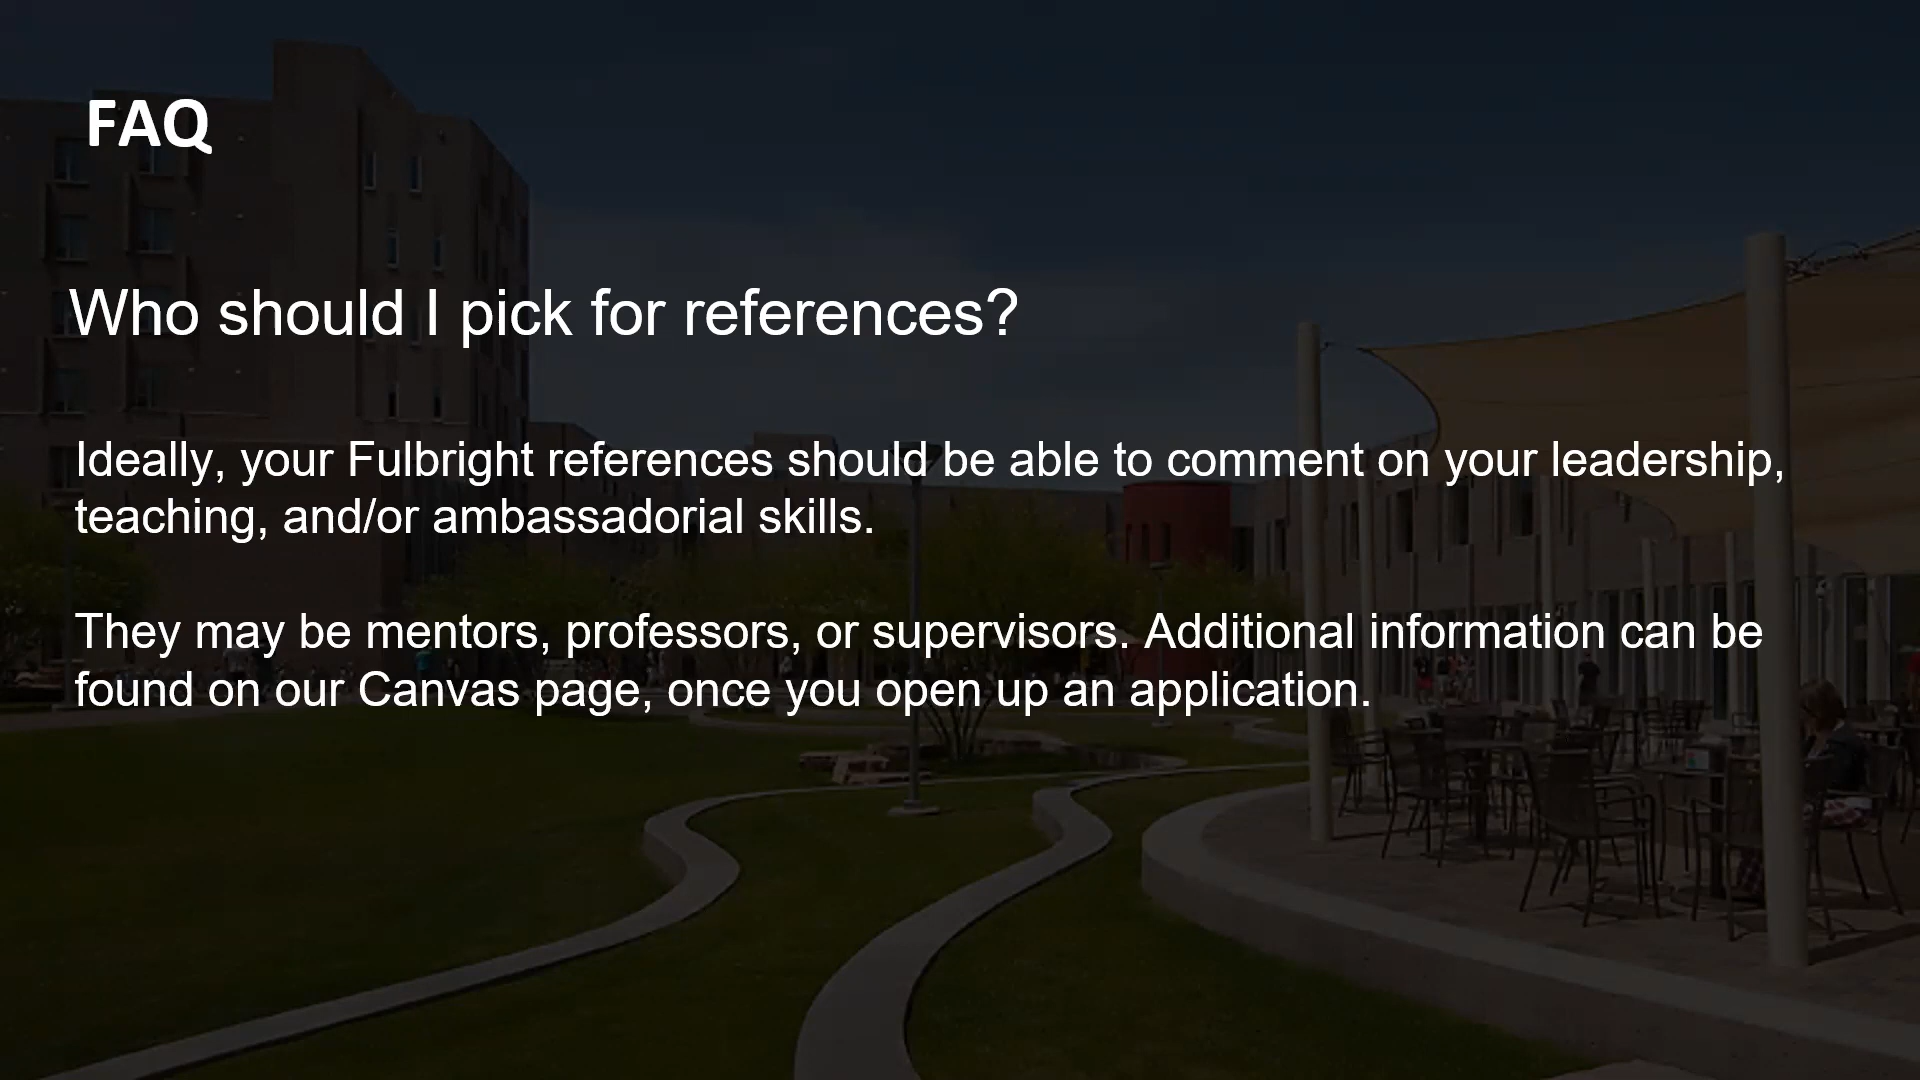 FAQ
Who should I pick for references?
Ideally, your Fulbright references should be able to comment on your leadership,
teaching, and/or ambassadorial skills.
They may be mentors, professors, or supervisors. Additional information can be
found on our Canvas page, once you open up an application.